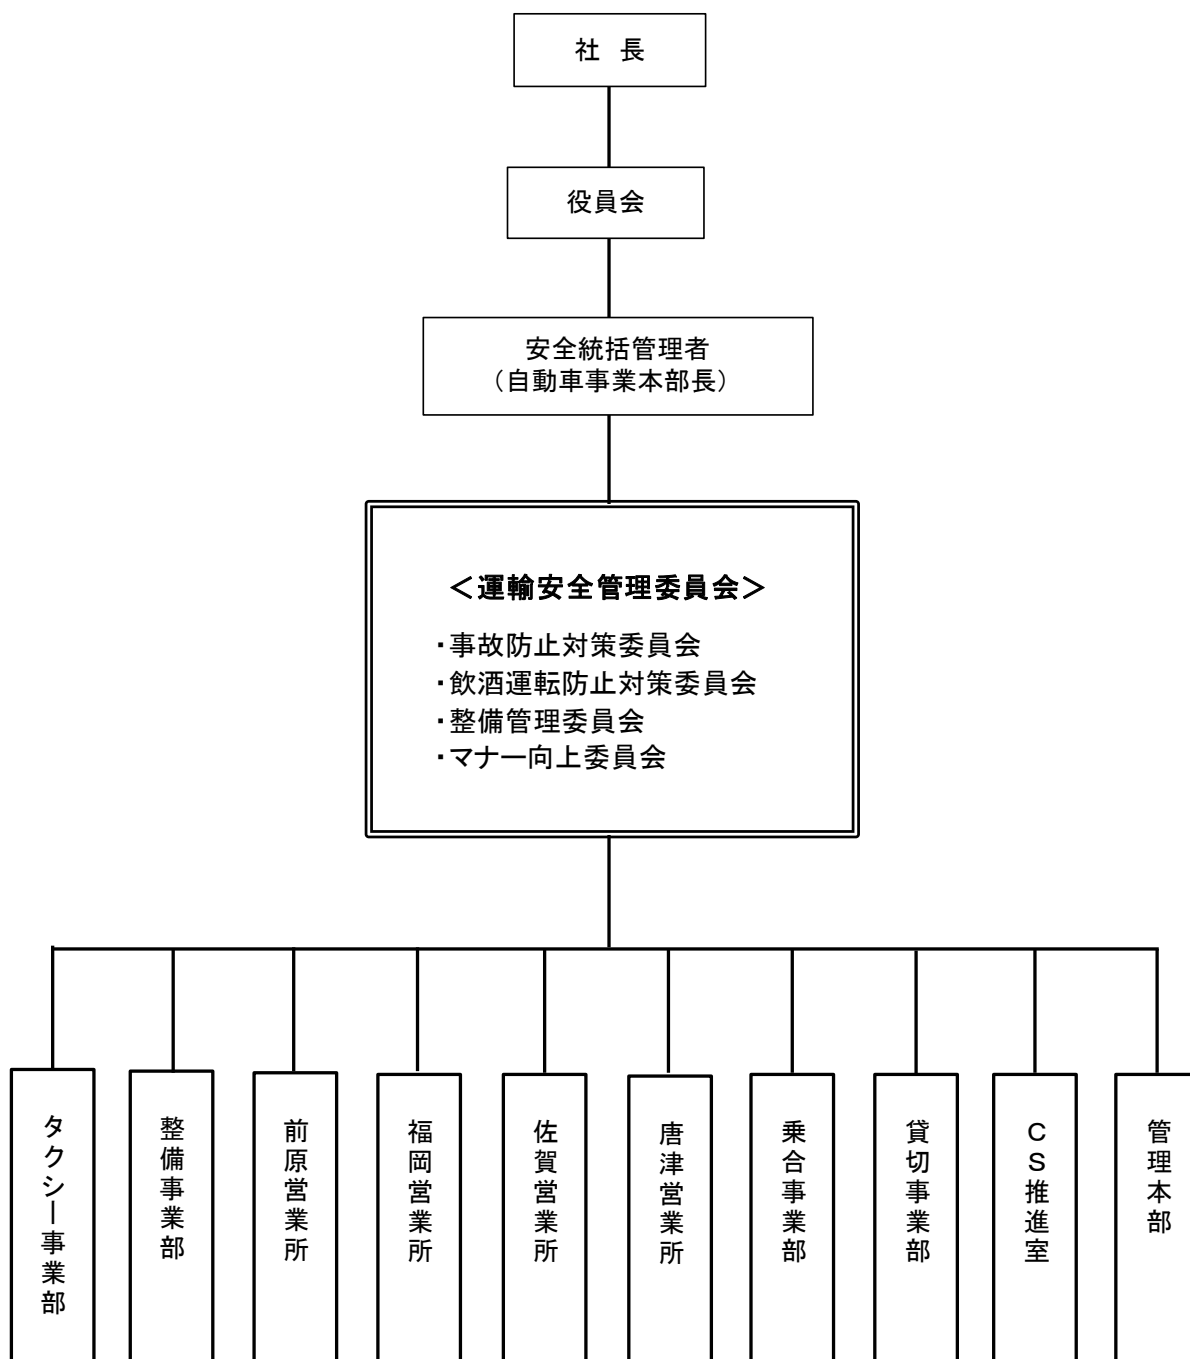 社 長
役員会
安全統括管理者
（自動車事業本部長）
＜運輸安全管理委員会＞
・事故防止対策委員会
・飲酒運転防止対策委員会
・整備管理委員会
・マナー向上委員会
タクシー事業部
整備事業部
前原営業所
福岡営業所
佐賀営業所
唐津営業所
乗合事業部
貸切事業部
CS推進室
管理本部